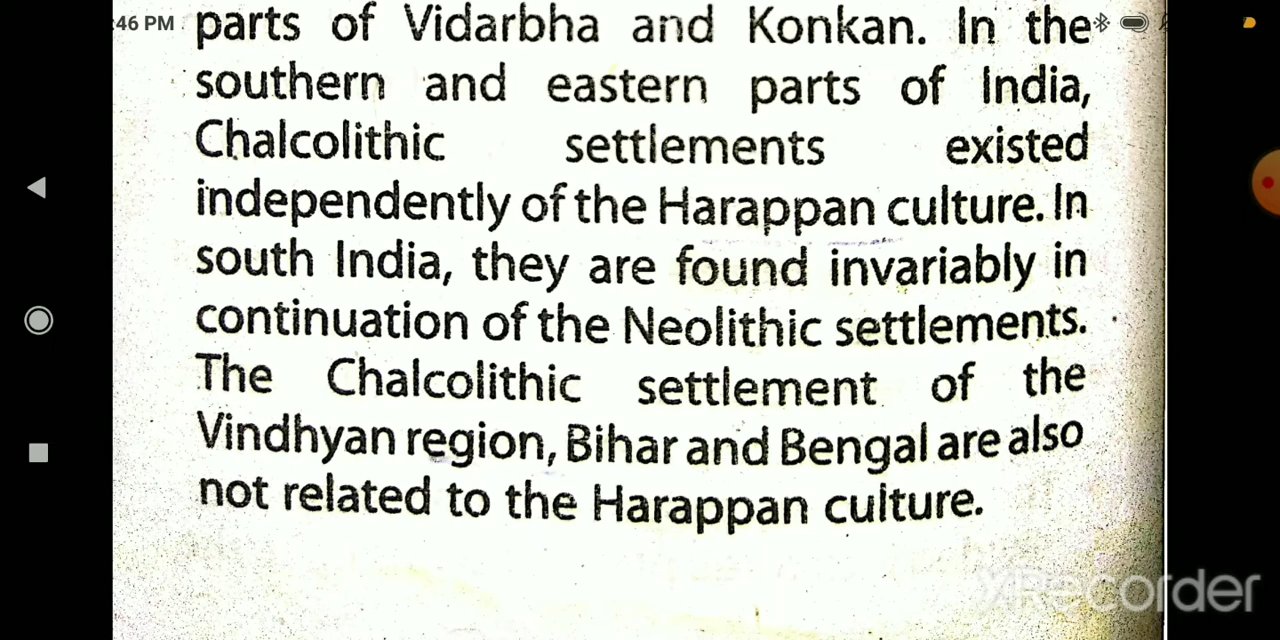 :46 PM
parts of Vidarbha and Konkan. In the
southern and eastern parts of India,
Chalcolithic settlements existed
independently of the Harappan culture. In
south India, they are found invariably in
continuation of the Neolithic settlements.
The Chalcolithic settlement of the
Vindhyan region, Bihar and Bengal are also
not related to the Harappan culture.
XRecorder